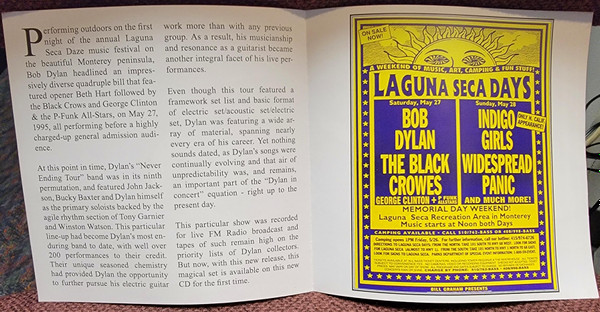 Performing outdoors on the first
night of the annual Laguna
Seca Daze music festival on
the beautiful Monterey peninsula,
Bob Dylan headlined an impres-
sively diverse quadruple bill that fea-
tured opener Beth Hart followed by
the Black Crows and George Clinton
& the P-Funk All-Stars, on May 27,
1995, all performing before a highly
charged-up general admission audi-
ence.
At this point in time, Dylan's "Never
Ending Tour" band was in its ninth
permutation, and featured John Jack-
son, Bucky Baxter and Dylan himself
as the primary soloists backed by the
agile rhythm section of Tony Garnier
and Winston Watson. This particular
line-up had become Dylan's most en-
during band to date, with well over
200 performances to their credit.
Their unique seasoned chemistry
had provided Dylan the opportunity
to further pursue his electric guitar
work more than with any previous
group. As a result, his musicianship
and resonance as a guitarist became
another integral facet of his live per-
formances.
Even though this tour featured a
framework set list and basic format
of electric set/acoustic set/electric
set, Dylan was featuring a wide ar-
ray of material, spanning nearly
every era of his career. Yet nothing
sounds dated, as Dylan's songs were
continually evolving and that air of
unpredictability was, and remains,
an important part of the "Dylan in
concert" equation - right up to the
present day.
This particular show was recorded
for live FM Radio broadcast and
tapes of such remain high on the
priority lists of Dylan collectors.
But now, with this new release, this
magical set is available on this new
CD for the first time.
ON SALE
NOW!
A WEEKEND OF MUSIC, ART, CAMPING & FUN STUFF!
LAGUNA SECA DAYS
Saturday, May 27
BOB
DYLAN
THE BLACK
CROWES
GEORGE CLINTON +
Sunday, May 28
ONLY N. CALIF.
APPEARANCE!
INDIGO
GIRLS
WIDESPREAD
PANIC
AND MUCH MORE!
MEMORIAL DAY WEEKEND!
Laguna Seca Recreation Area in Monterey
Music starts at Noon both Days
CAMPING AVAILABLE CALL 510/762-BASS OR 408/998-BASS
BILL GRAHAM PRESENTS